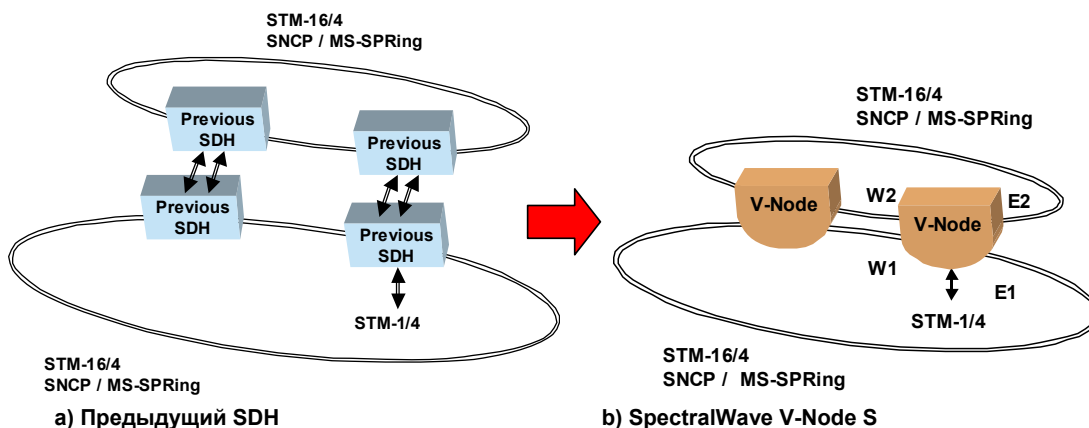 STM-16/4
SNCP / MS-SPRing
Previous
SDH
Previous
SDH
Previous
SDH
Previous
SDH
STM-1/4
STM-16/4
SNCP / MS-SPRing
a) Предыдущий SDH
STM-16/4
SNCP / MS-SPRing
V-Node
W2
V-Node
E2
W1
E1
STM-1/4
STM-16/4
SNCP / MS-SPRing
b) SpectralWave V-Node S